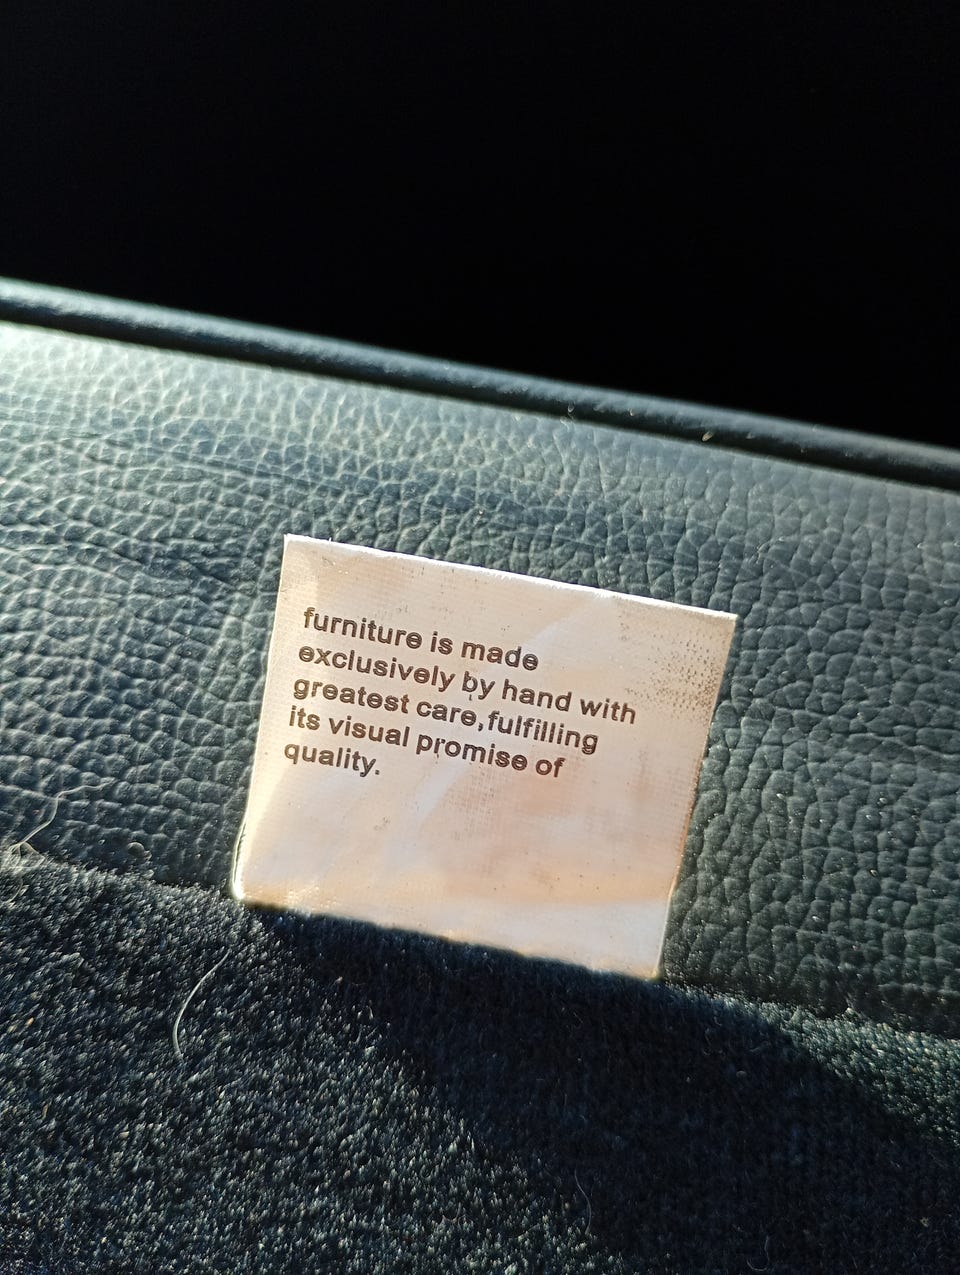 furniture is made
exclusively by hand with
greatest care,fulfilling
its visual promise of
quality.